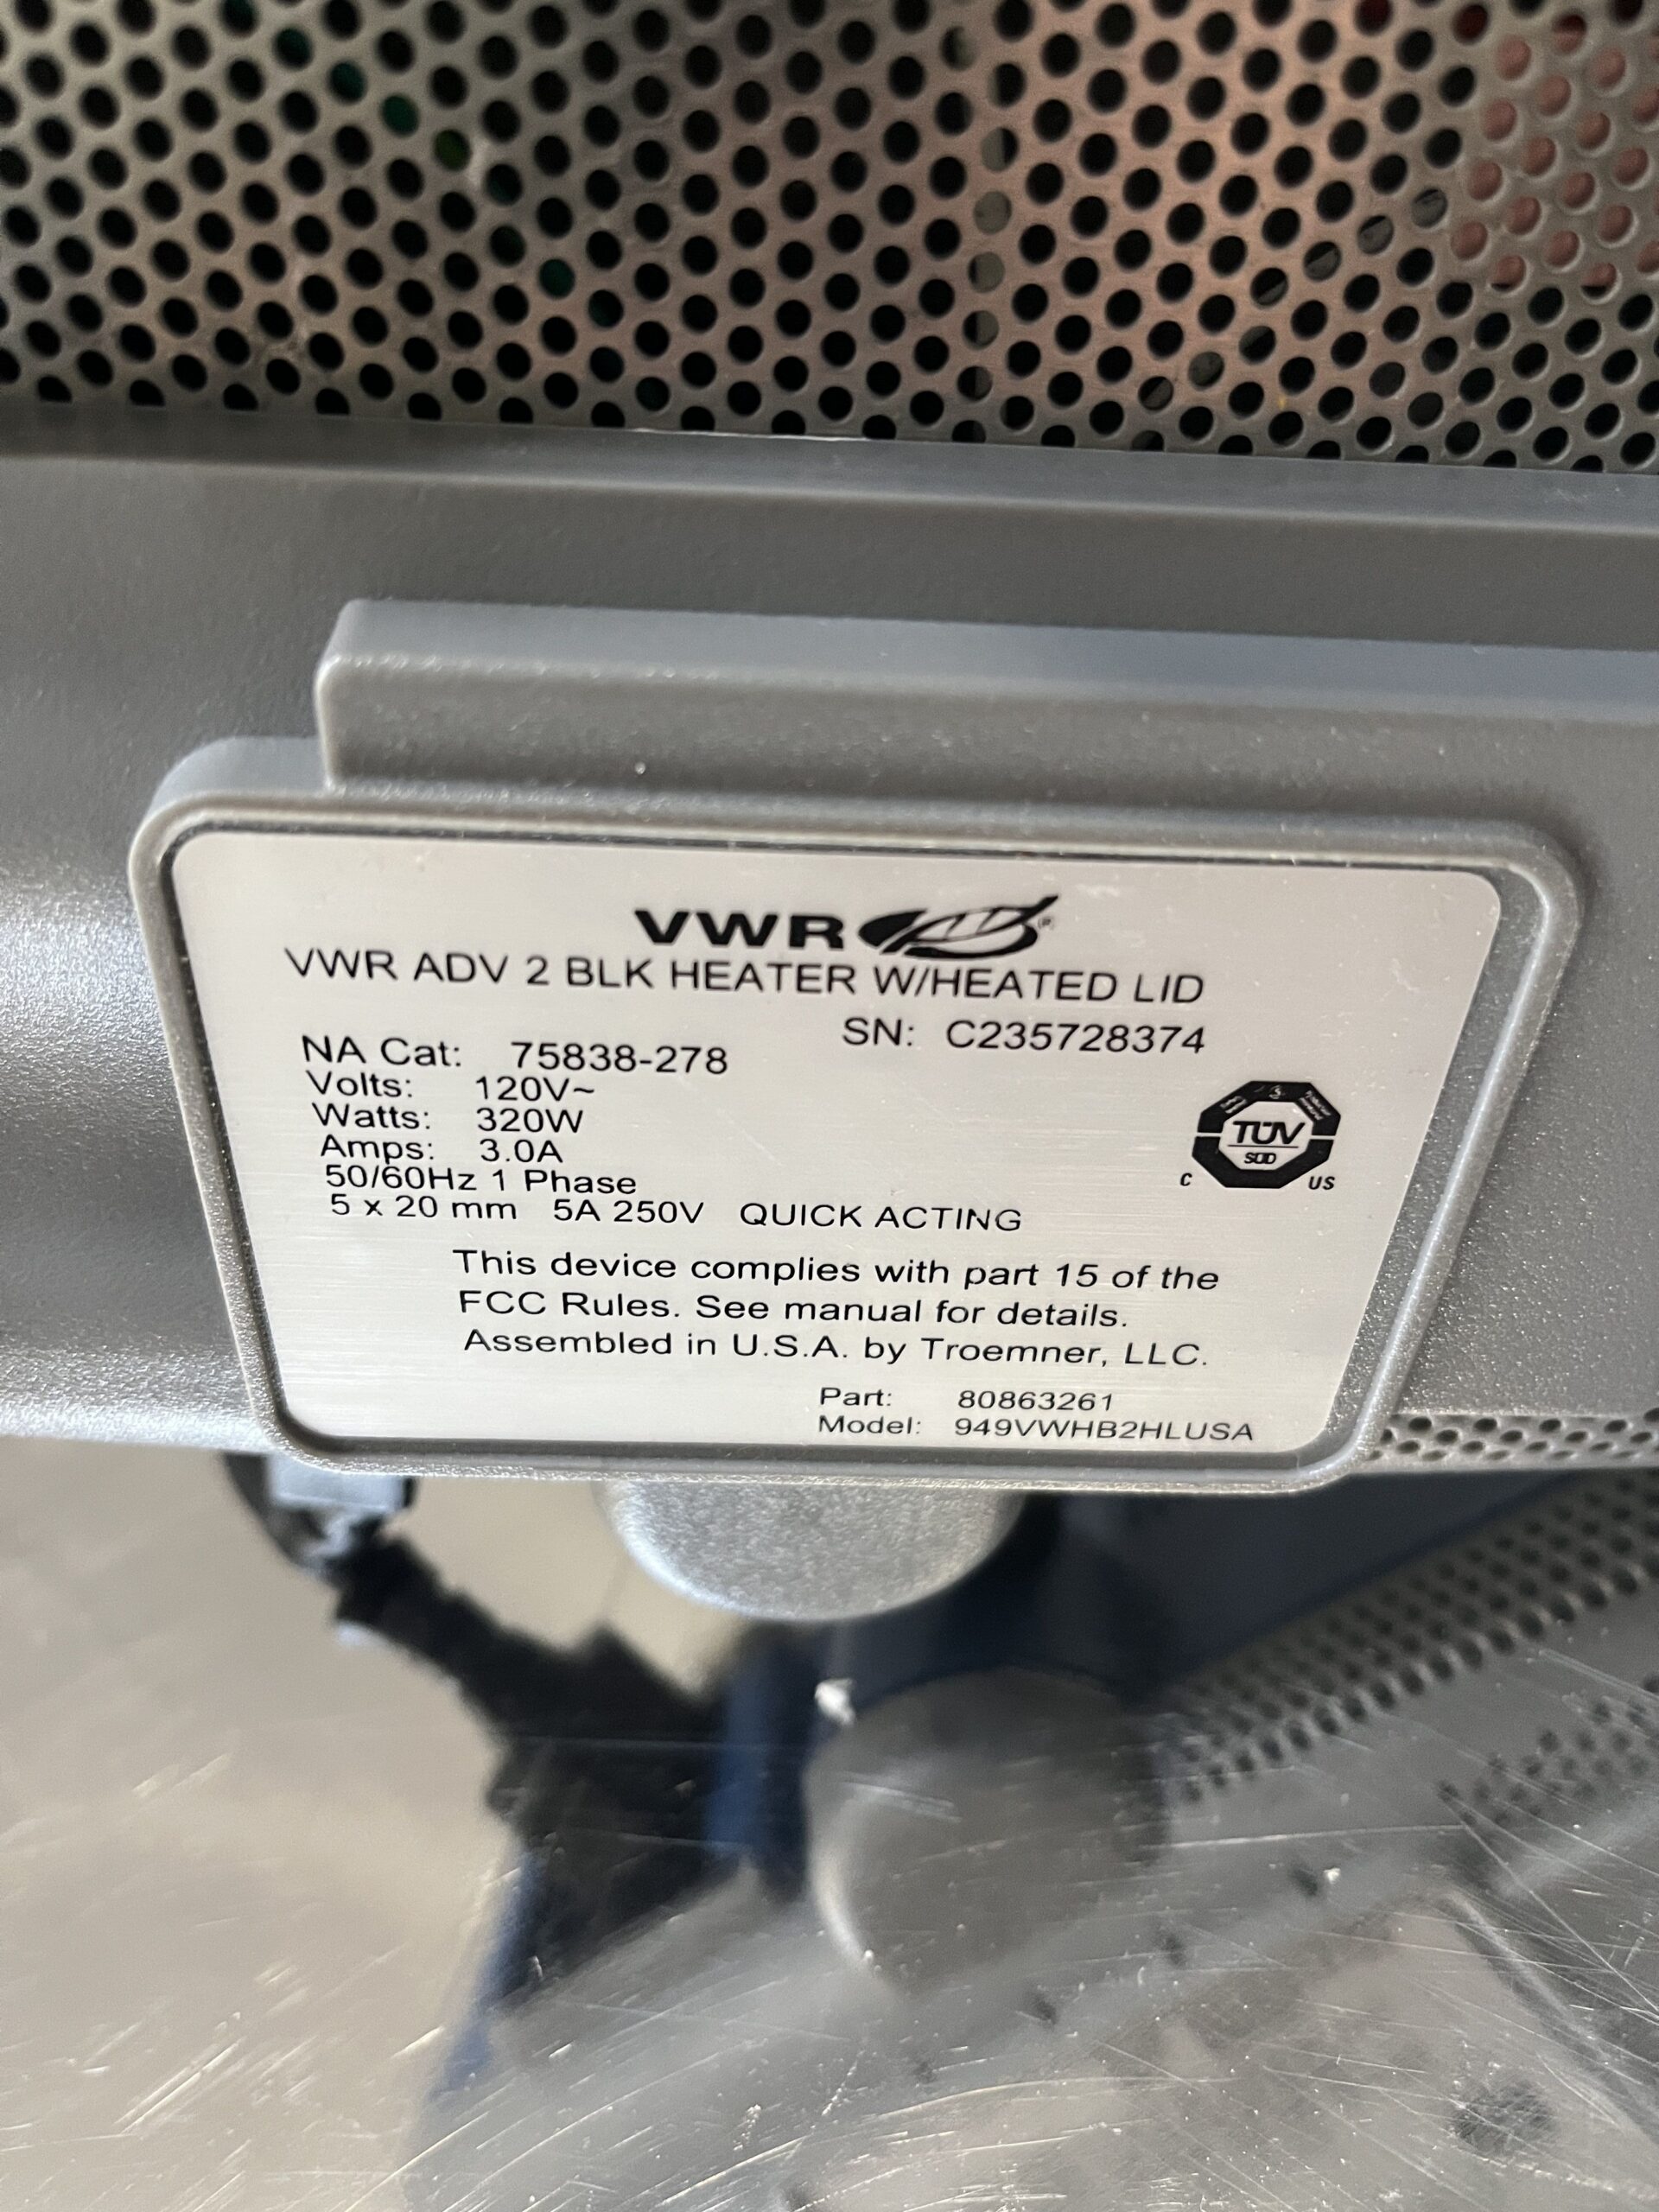 VWR®
VWR ADV 2 BLK HEATER W/HEATED LID
SN: C235728374
NA Cat: 75838-278
Volts: 120V~
Watts: 320W
Amps: 3.0A
50/60Hz 1 Phase
5 x 20 mm 5A 250V QUICK ACTING
TÜV
SÜD
C US
This device complies with part 15 of the
FCC Rules. See manual for details.
Assembled in U.S.A. by Troemner, LLC.
Part: 80863261
Model: 949VWHB2HLUSA